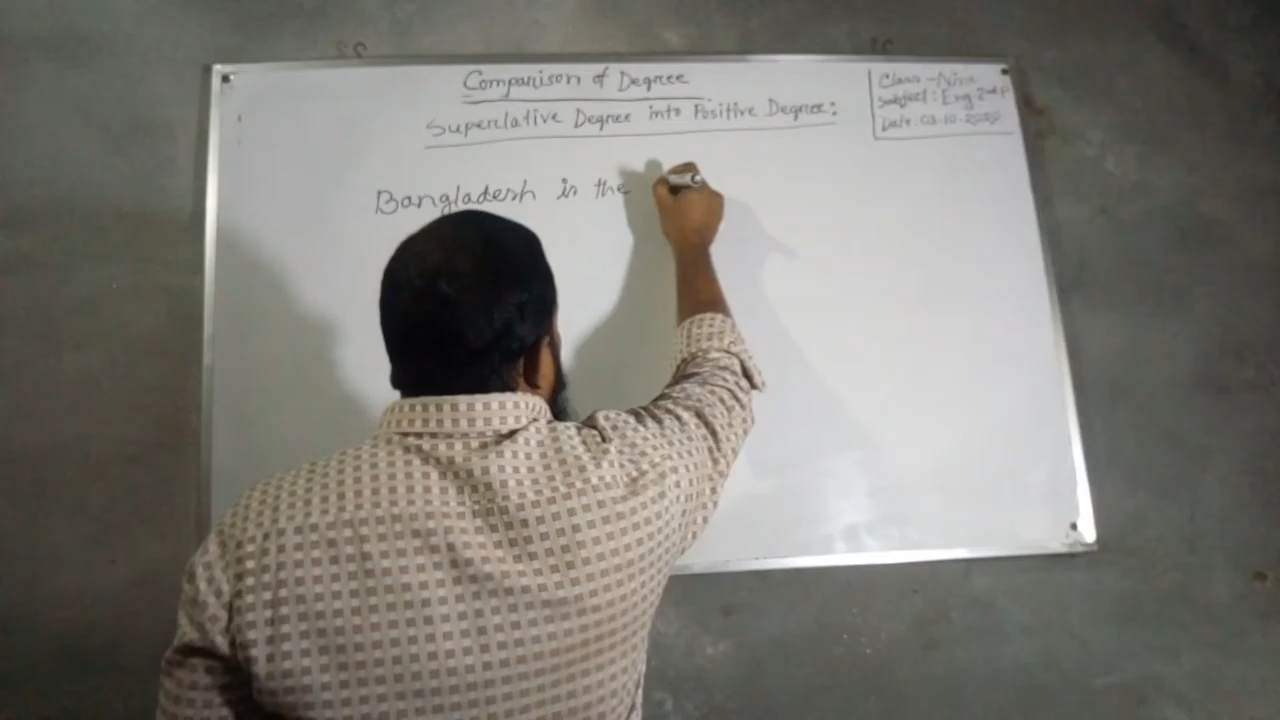 Comparison of Degree
Superlative Degree into Positive Degree:
Class - Nine
Subject: Eng 2nd p
Date. 03-10-2020
Bangladesh is the